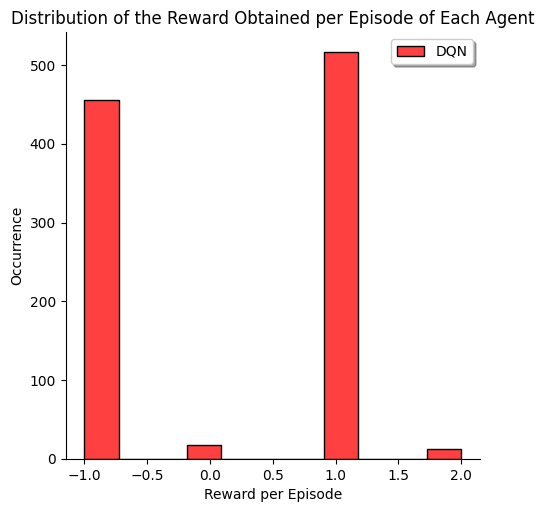 Distribution of the Reward Obtained per Episode of Each Agent
DQN
500
400
300
200
100
0
Occurrence
−1.0 −0.5 0.0 0.5 1.0 1.5 2.0
Reward per Episode